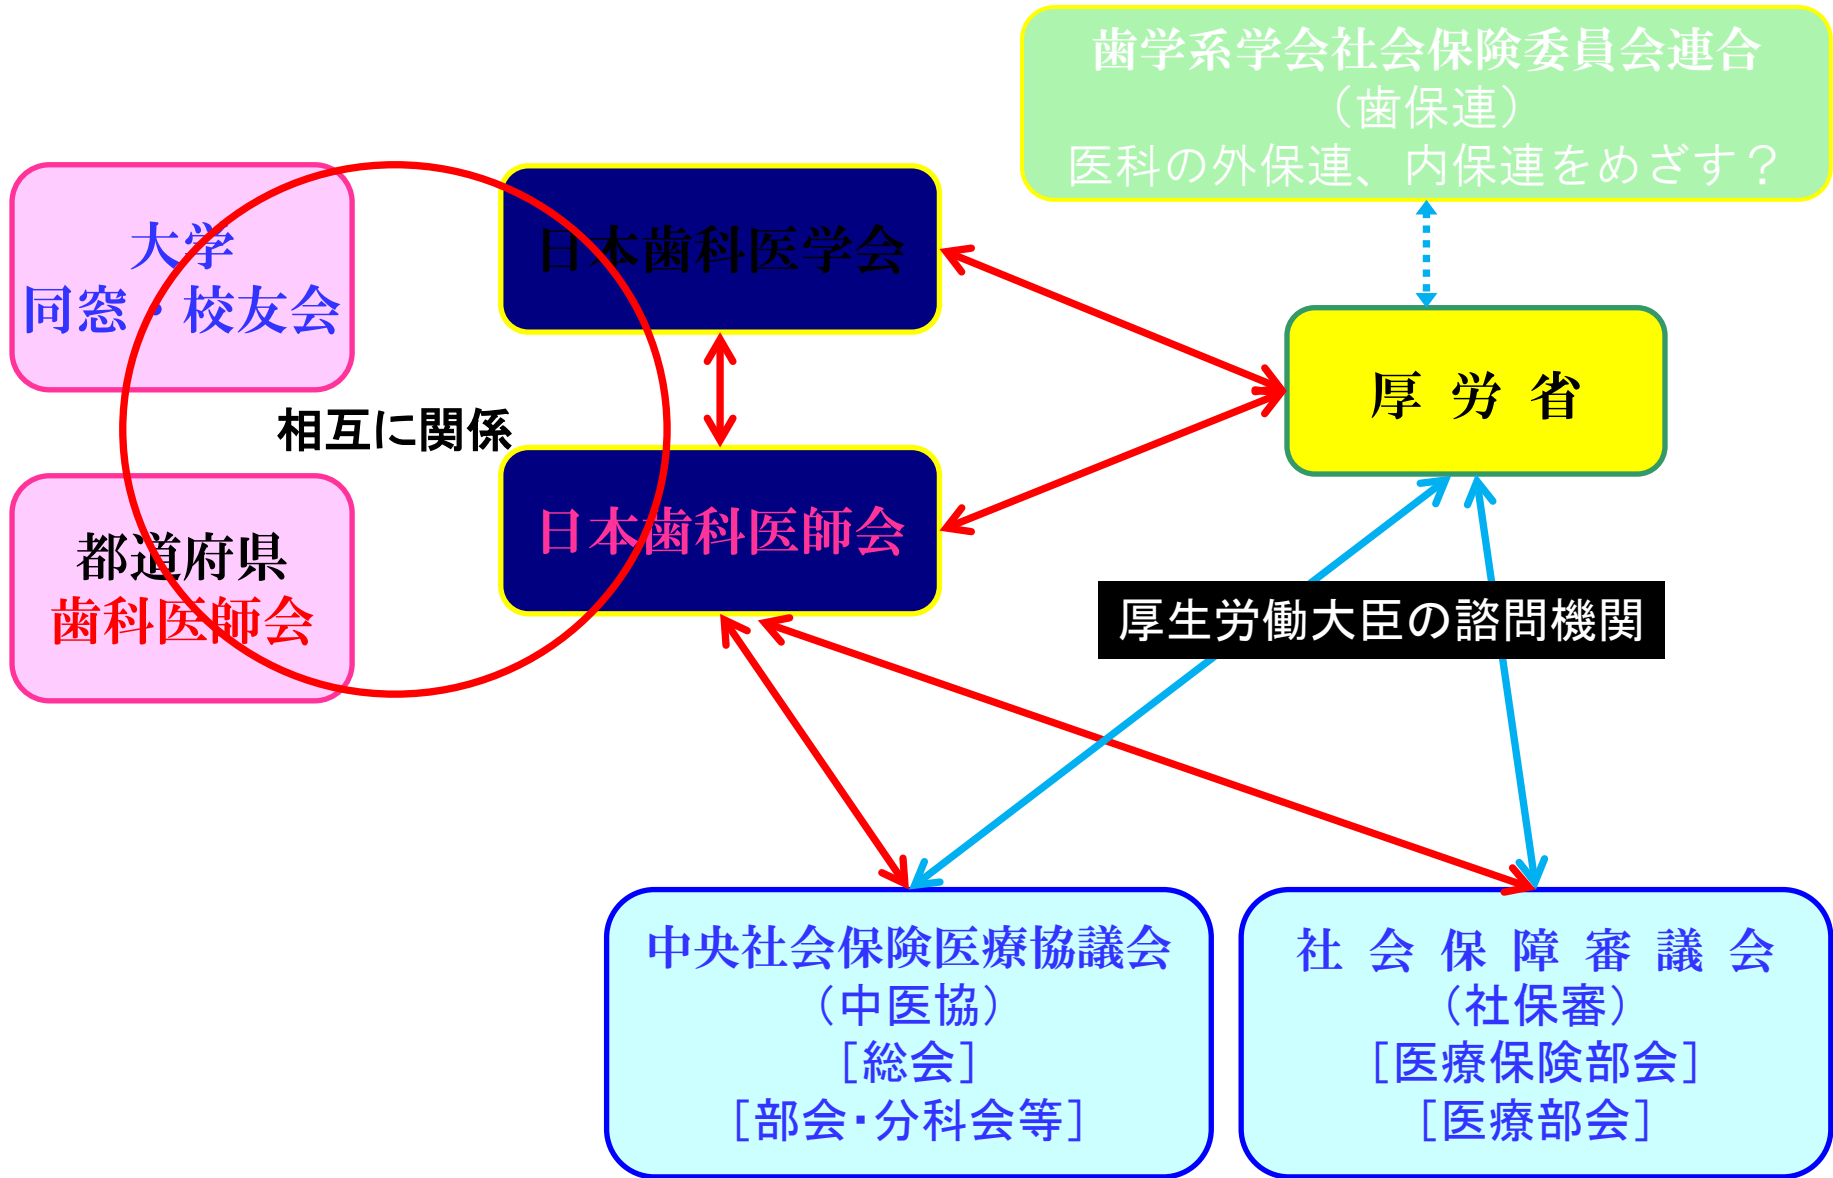 歯学系学会社会保険委員会連合
（歯保連）
医科の外保連、内保連をめざす？
大学
同窓・校友会
日本歯科医学会
厚 労 省
相互に関係
都道府県
歯科医師会
日本歯科医師会
厚生労働大臣の諮問機関
中央社会保険医療協議会
（中医協）
［総会］
［部会・分科会等］
社 会 保 障 審 議 会
（社保審）
［医療保険部会］
［医療部会］